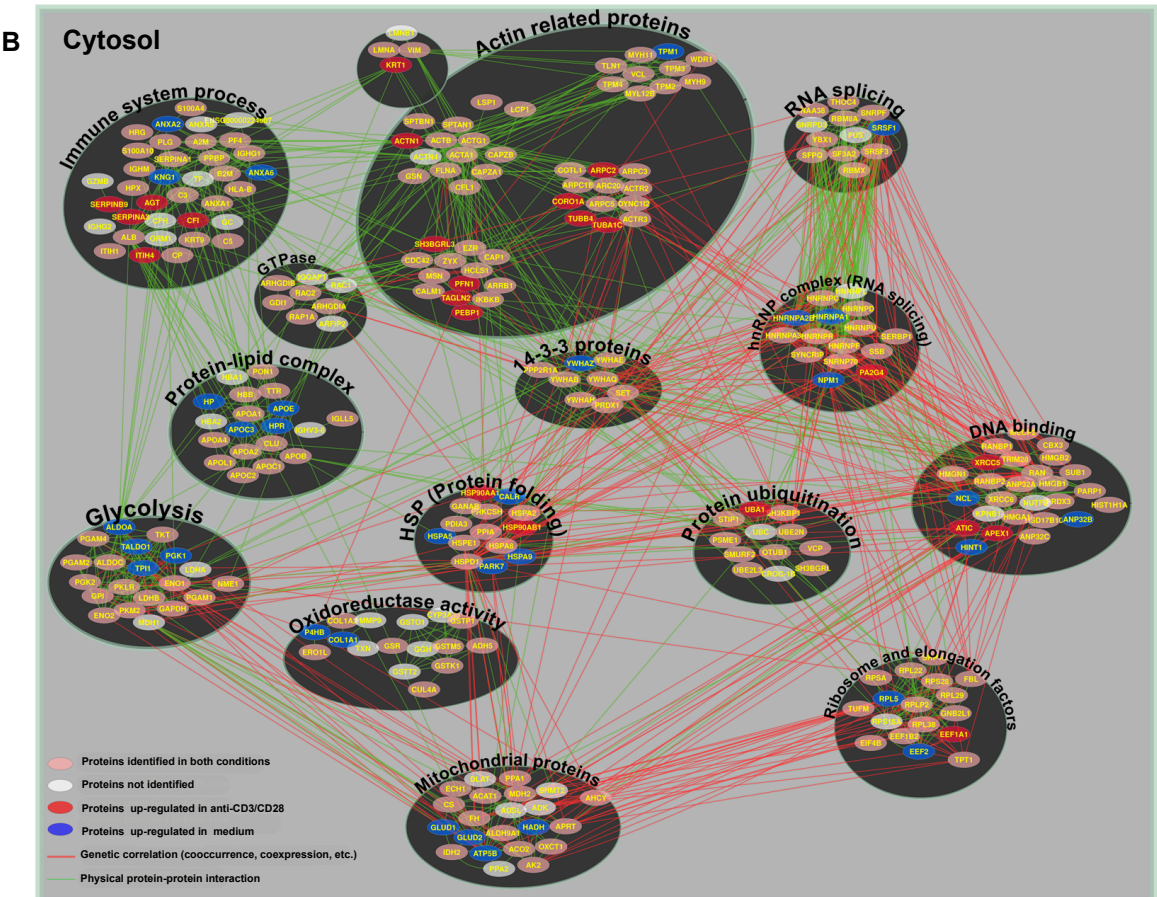 B
Cytosol
Actin related proteins
LMNB1
LMNA VIM
KRT1
MYH11 TPM1
WDR1
TLN1 VCL TPM3
TPM4 TPM2 MYH9
MYL12B
LSP1 LCP1
SPTBN1 SPTAN1
ACTN1 ACTB ACTG1
ACTN4 ACTA1 CAPZB
FLNA CAPZA1
GSN CFL1
COTL1 ARPC2 ARPC3
ARPC1B ARC20 ACTR2
CORO1A ARPC5 DYNC1I2
TUBB4 TUBA1C ACTR3
SH3BGRL3 EZR
CDC42 ZYX CAP1
MSN HCLS1
CALM1 PFN1 ARRB1
TAGLN2 IKBKB
PEBP1
Immune system process
S100A4
HRG ANXA2
PLG A2M PF4
S100A10 SERPINA1 PPBP IGHG1
IGHM KNG1 TF B2M ANXA6
GZMB HPX C3 HLA-B
SERPINB9 AGT ANXA1
SERPINA3 CFH CFI GC
IGHG2
ALB GRM1 KRT9 C5
ITIH1 ITIH4 CP
RNA splicing
THOC4
SNRPF
SNRPD3 RBM8A SRSF1
YBX1 FUS
SFPQ SF3A2 SRSF3
RBMX
GTPase
ARHGDIB IQGAP1 RAC1
RAC2
GDI1 ARHGDIA
RAP1A ARFIP2
hnRNP complex (RNA splicing)
HNRNPC
HNRNPD
HNRNPA2B HNRNPA1
HNRNPU
HNRNPA3 HNRNPR SERBP1
HNRNPF
SYNCRIP SSB
SNRNP70
NPM1 PA2G4
14-3-3 proteins
YWHAZ YWHAE
PPP2R1A
YWHAB YWHAQ
SET
YWHAH PRDX1
Protein-lipid complex
HBA1 PON1
HBB TTR
HP APOE
APOA1 IGLL5
HBA2 APOC3 HPR IGHV3-4
APOA4 CLU
APOA2 APOB
APOL1 APOC1
APOC2
DNA binding
RANBP1 CBX3
XRCC5 TRIM28 HMGB2
HMGN1 RAN SUB1
RANBP2 ANP32A HMGB1
NCL XRCC6 PARP1
PRDX3 HIST1H1A
KPNB1 HMGA1 HSD17B10 ANP32B
ATIC APEX1
HINT1 ANP32C
HSP (Protein folding)
HSP90AA1 CALR
GANAB PRKCSH HSPA2
PDIA3 HSP90AB1
HSPA5 PPIA
HSPE1 HSPA8
HSPD1 HSPA9
PARK7
Protein ubiquitination
UBA1 SH3KBP1
STIP1
UBC UBE2N
PSME1 VCP
SMURF2 OTUB1
UBE2L3 SH3BGRL
Glycolysis
ALDOA
PGAM4 TKT
TALDO1 PGK1
PGAM2 ALDOC TPI1 LDHA
PGK2 PKLR ENO1 NME1
GPI LDHB PGAM1
ENO2 PKM2 GAPDH
MDH1
Oxidoreductase activity
COL1A2 MMP9 GSTO1 GSTP1
P4HB COL1A1
TXN GSR GGH GSTM5 ADH5
ERO1L
GSTT2 GSTK1
CUL4A
Ribosome and elongation factors
RPSA RPL22 FBL
RPS28
RPL5 RPLP2 RPL29
TUFM
RPS18A RPL38 GNB2L1
EEF1B2 EEF1A1
EIF4B EEF2
TPT1
Mitochondrial proteins
DLAT PPA1
ECH1 ACAT1 MDH2 SHMT2 AHCY
CS ADK
FH
GLUD1 GLUD2 ALDH9A1 HADH APRT
IDH2 ATP5B ACO2 OXCT1
PPA2 AK2
Proteins identified in both conditions
Proteins not identified
Proteins up-regulated in anti-CD3/CD28
Proteins up-regulated in medium
Genetic correlation (cooccurrence, coexpression, etc.)
Physical protein-protein interaction